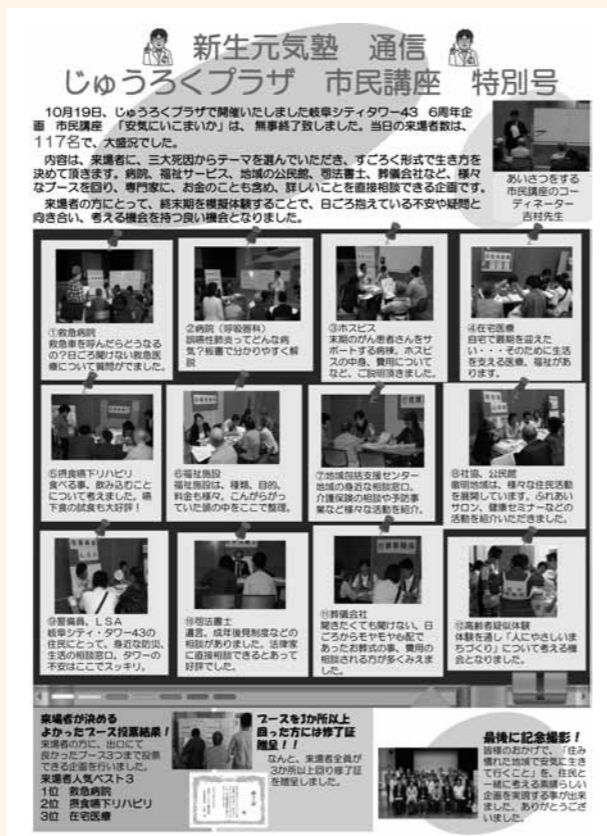 新生元気塾　通信
じゅうろくプラザ　市民講座　特別号
10月19日、じゅうろくプラザで開催いたしました岐阜シティタワー43　6周年企
画　市民講座　「安気にいこまいか」は、無事終了致しました。当日の来場者数は、
117名で、大盛況でした。
内容は、来場者に、三大死因からテーマを選んでいただき、すごろく形式で生き方を
決めて頂きます。病院、福祉サービス、地域の公民館、司法書士、葬儀会社など、様々
なブースを回り、専門家に、お金のことも含め、詳しいことを直接相談できる企画です。
来場者の方にとって、終末期を模擬体験することで、日ごろ抱えている不安や疑問と
向き合い、考える機会を持つ良い機会となりました。
あいさつをする
市民講座のコー
ディネーター
吉村先生
①救急病院
救急車を呼んだらどうなる
の？日ごろ聞けない救急医
療について質問がでました。
②病院（呼吸器科）
誤嚥性肺炎ってどんな病
気？板書で分かりやすく解
説
③ホスピス
末期のがん患者さんをサ
ポートする病棟。ホスピス
の中身、費用について
など、ご説明頂きました。
④在宅医療
自宅で最期を迎えた
い・・・そのために生活
を支える医療、福祉があ
ります。
⑤摂食嚥下リハビリ
食べる事、飲み込むこと
について考えました。嚥
下食の試食も大好評！
⑥福祉施設
福祉施設は、種類、目的、
料金も様々。こんがらがっ
ていた頭の中をここで整理。
⑦地域包括支援センター
地域の身近な相談窓口。
介護保険の相談や予防事
業など様々な活動を紹介。
⑧社協、公民館
徹明地域は、様々な住民活動
を展開しています。ふれあい
サロン、健康セミナーなどの
活動を紹介いただきました。
⑨警備員、LSA
岐阜シティ・タワー43の
住民にとって、身近な防災、
生活の相談窓口。タワーの
不安はここでスッキリ。
⑩司法書士
遺言、成年後見制度などの
相談がありました。法律家
に直接相談できるとあって
好評でした。
⑪葬儀会社
聞きたくても聞けない、日
ごろからモヤモヤ心配で
あったお葬式の事、費用の
相談される方が多くみえま
した。
⑫高齢者疑似体験
体験を通し「人にやさしいま
ちづくり」について考える機
会となりました。
来場者が決める
よかったブース投票結果！
来場者の方に、出口にて
良かったブース3つまで投票
できる企画を行いました。
来場者人気ベスト3
1位　救急病院
2位　摂食嚥下リハビリ
3位　在宅医療
ブースを3か所以上
回った方には修了証
贈呈！！
なんと、来場者全員が
3か所以上回り修了証
を贈呈しました。
最後に記念撮影！
皆様のおかげで、「住み
慣れた地域で安気に生き
て行くこと」を、住民と
一緒に考える素晴らしい
企画を実現する事が出来
ました。ありがとうござ
いました。